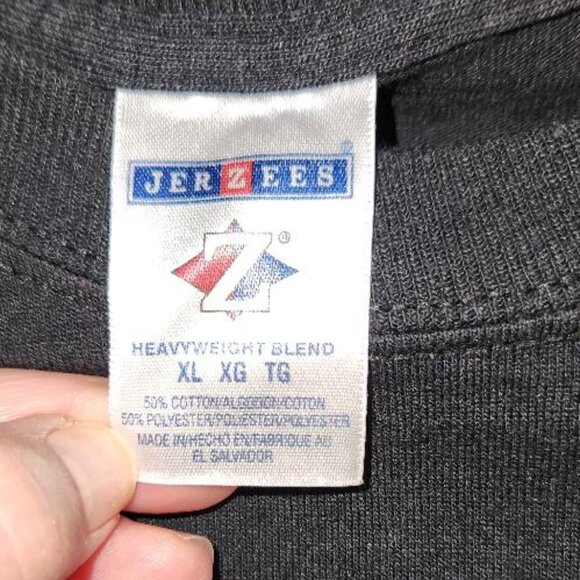 JERZEES®
Z®
HEAVYWEIGHT BLEND
XL XG TG
50% COTTON/ALGODON/COTON
50% POLYESTER/POLIESTER/POLYESTER
MADE IN/HECHO EN/FABRIQUE AU
EL SALVADOR